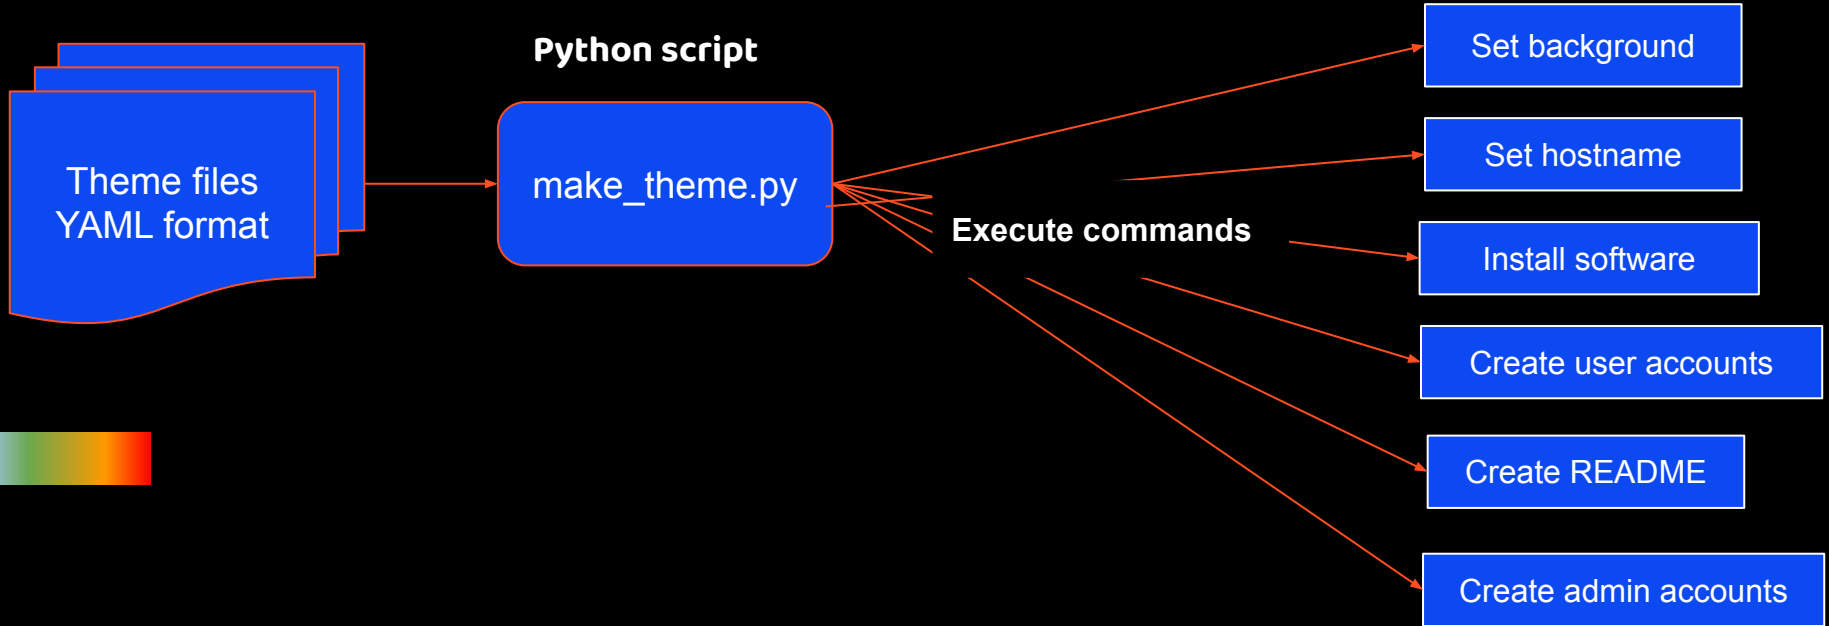 Python script
Theme files
YAML format
make_theme.py
Execute commands
Set background
Set hostname
Install software
Create user accounts
Create README
Create admin accounts